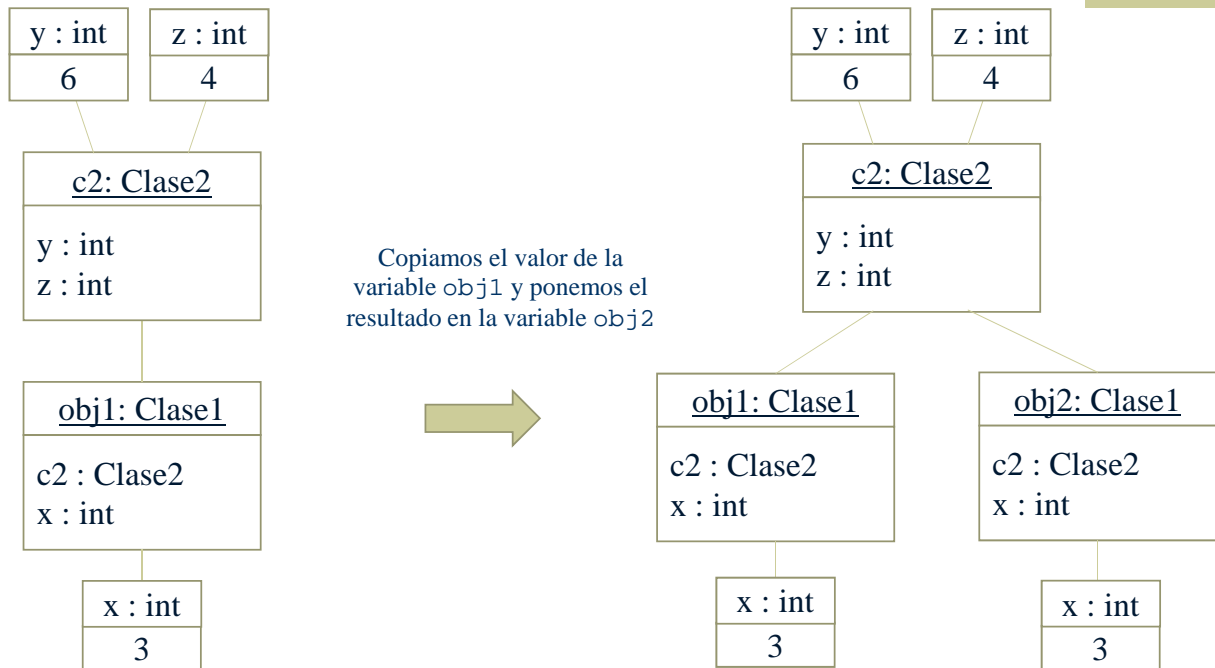 y : int
6
z : int
4
c2: Clase2
y : int
z : int
obj1: Clase1
c2 : Clase2
x : int
x : int
3
Copiamos el valor de la
variable obj1 y ponemos el
resultado en la variable obj2
y : int
6
z : int
4
c2: Clase2
y : int
z : int
obj1: Clase1
c2 : Clase2
x : int
x : int
3
obj2: Clase1
c2 : Clase2
x : int
x : int
3